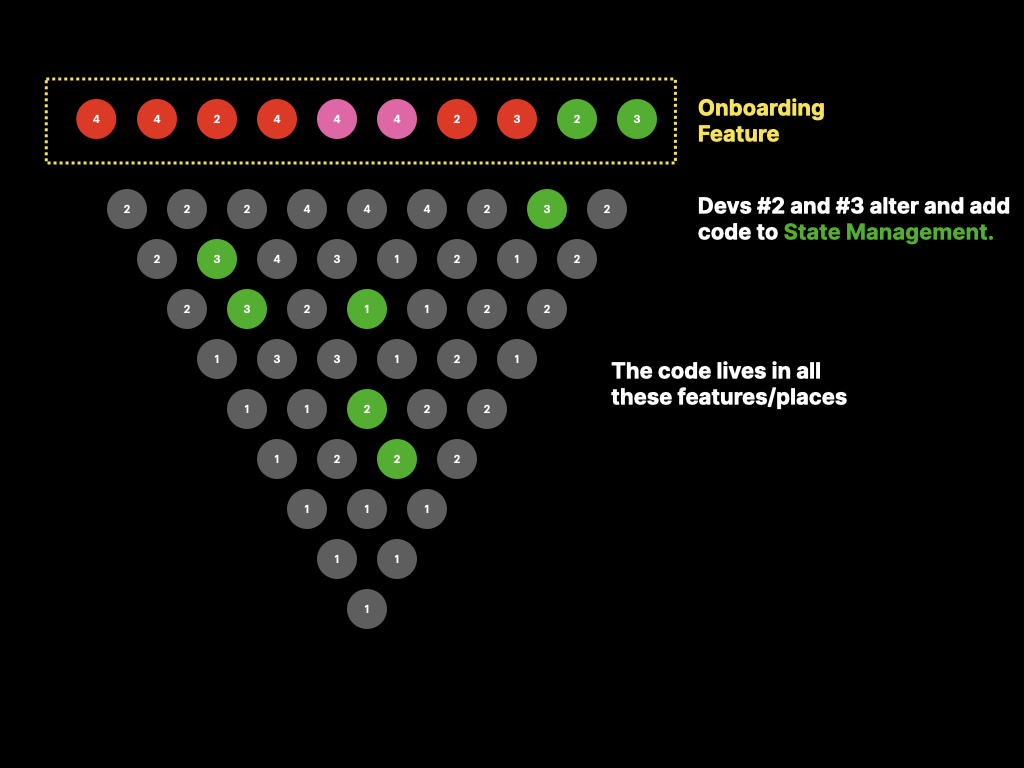 4 4 2 4 4 4 2 3 2 3
Onboarding
Feature
2 2 2 4 4 4 2 3 2
Devs #2 and #3 alter and add
code to State Management.
2 3 4 3 1 2 1 2
2 3 2 1 1 2 2
1 3 3 1 2 1
The code lives in all
these features/places
1 1 2 2 2
1 2 2 2
1 1 1
1 1
1